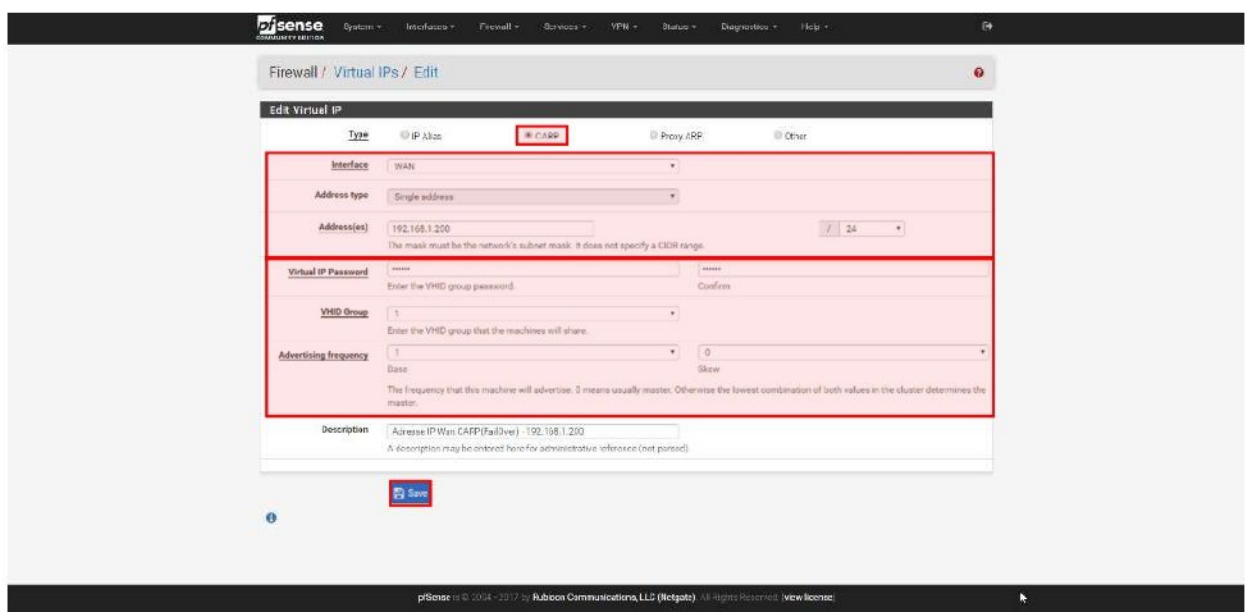 pfsense System Interfaces Firewall Services VPN Status Diagnostics Help
COMMUNITY EDITION
Firewall / Virtual IPs / Edit
Edit Virtual IP
Type IP Alias CARP Proxy ARP Other
Interface WAN
Address type Single address
Address(es) 192.168.1.200 / 24
The mask must be the network's subnet mask. It does not specify a CIDR range.
Virtual IP Password ****** ******
Enter the VHID group password. Confirm
VHID Group 1
Enter the VHID group that the machines will share.
Advertising frequency 1 0
Base Skew
The frequency that this machine will advertise. 0 means usually master. Otherwise the lowest combination of both values in the cluster determines the
master.
Description Adresse IP Wan CARP(FailOver) - 192.168.1.200
A description may be entered here for administrative reference (not parsed).
Save
pfSense is © 2004 - 2017 by Rubicon Communications, LLC (Netgate). All Rights Reserved. [view license]